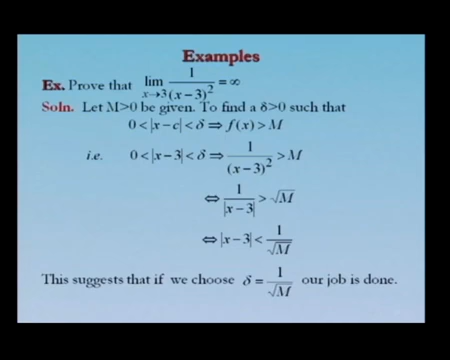 Examples
Ex. Prove that lim x→3 1/(x−3)² = ∞
Soln. Let M>0 be given. To find a δ>0 such that
0 < |x − c| < δ ⇒ f(x) > M
i.e. 0 < |x − 3| < δ ⇒ 1/(x − 3)² > M
⇔ 1/|x − 3| > √M
⇔ |x − 3| < 1/√M
This suggests that if we choose δ = 1/√M our job is done.